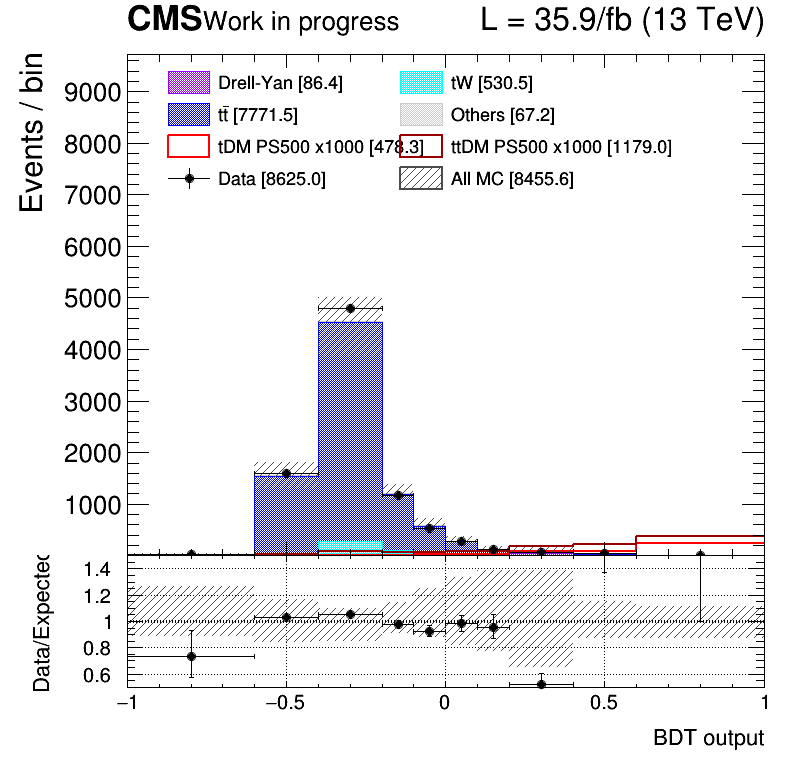 CMS Work in progress L = 35.9/fb (13 TeV)
Events / bin
Drell-Yan [86.4] tW [530.5]
tt̄ [7771.5] Others [67.2]
tDM PS500 x1000 [478.3] ttDM PS500 x1000 [1179.0]
Data [8625.0] All MC [8455.6]
9000
8000
7000
6000
5000
4000
3000
2000
1000
Data/Expected
1.4
1.2
1
0.8
0.6
−1 −0.5 0 0.5 1
BDT output